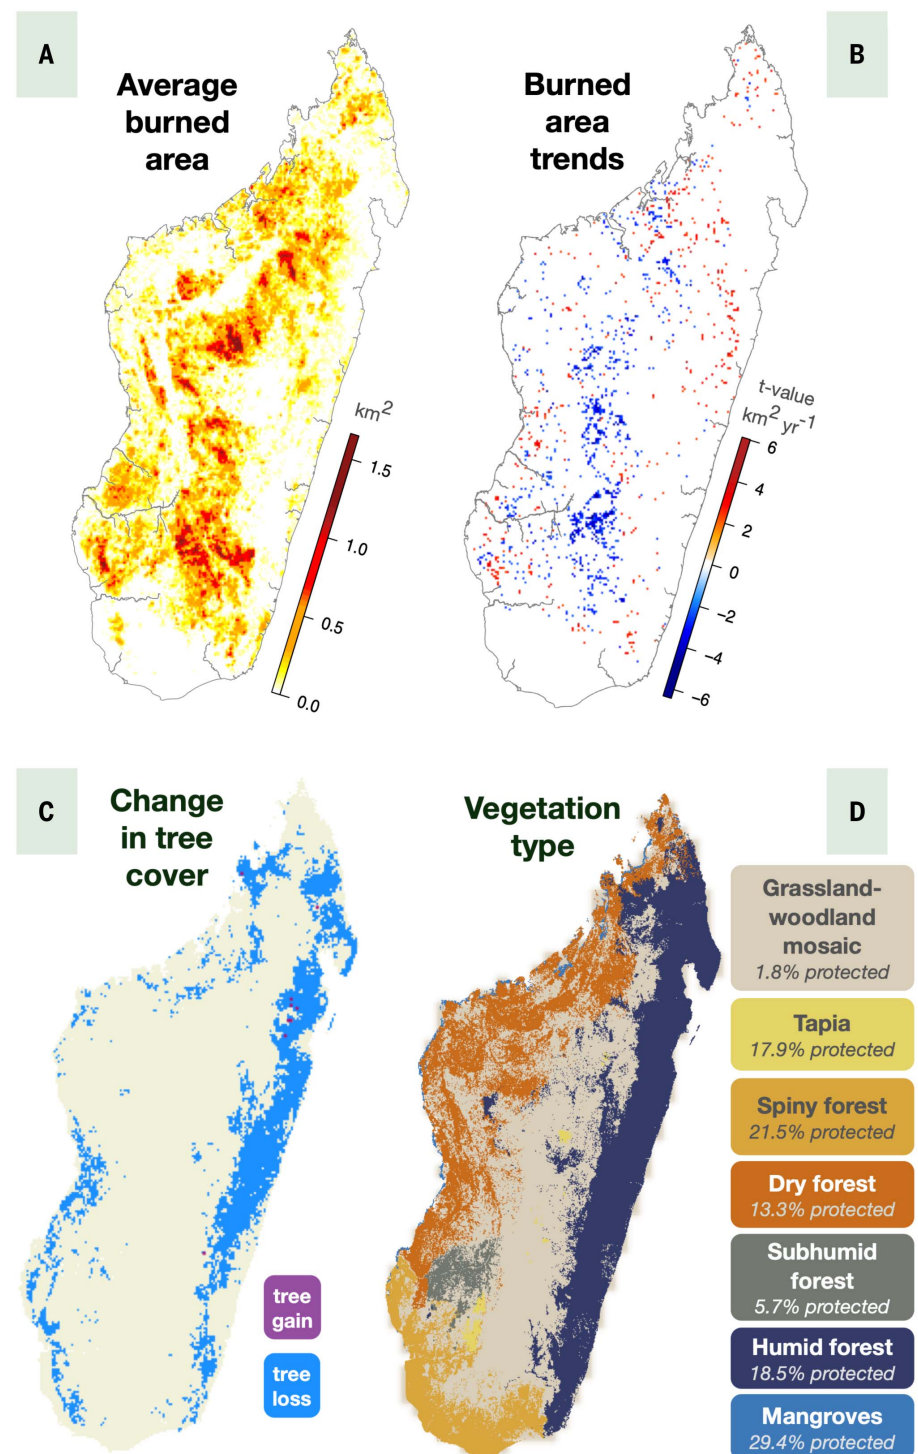 A
Average
burned
area
km2
1.5
1.0
0.5
0.0
B
Burned
area
trends
t-value
km2 yr-1
6
4
2
0
−2
−4
−6
C
Change
in tree
cover
tree
gain
tree
loss
D
Vegetation
type
Grassland-
woodland
mosaic
1.8% protected
Tapia
17.9% protected
Spiny forest
21.5% protected
Dry forest
13.3% protected
Subhumid
forest
5.7% protected
Humid forest
18.5% protected
Mangroves
29.4% protected